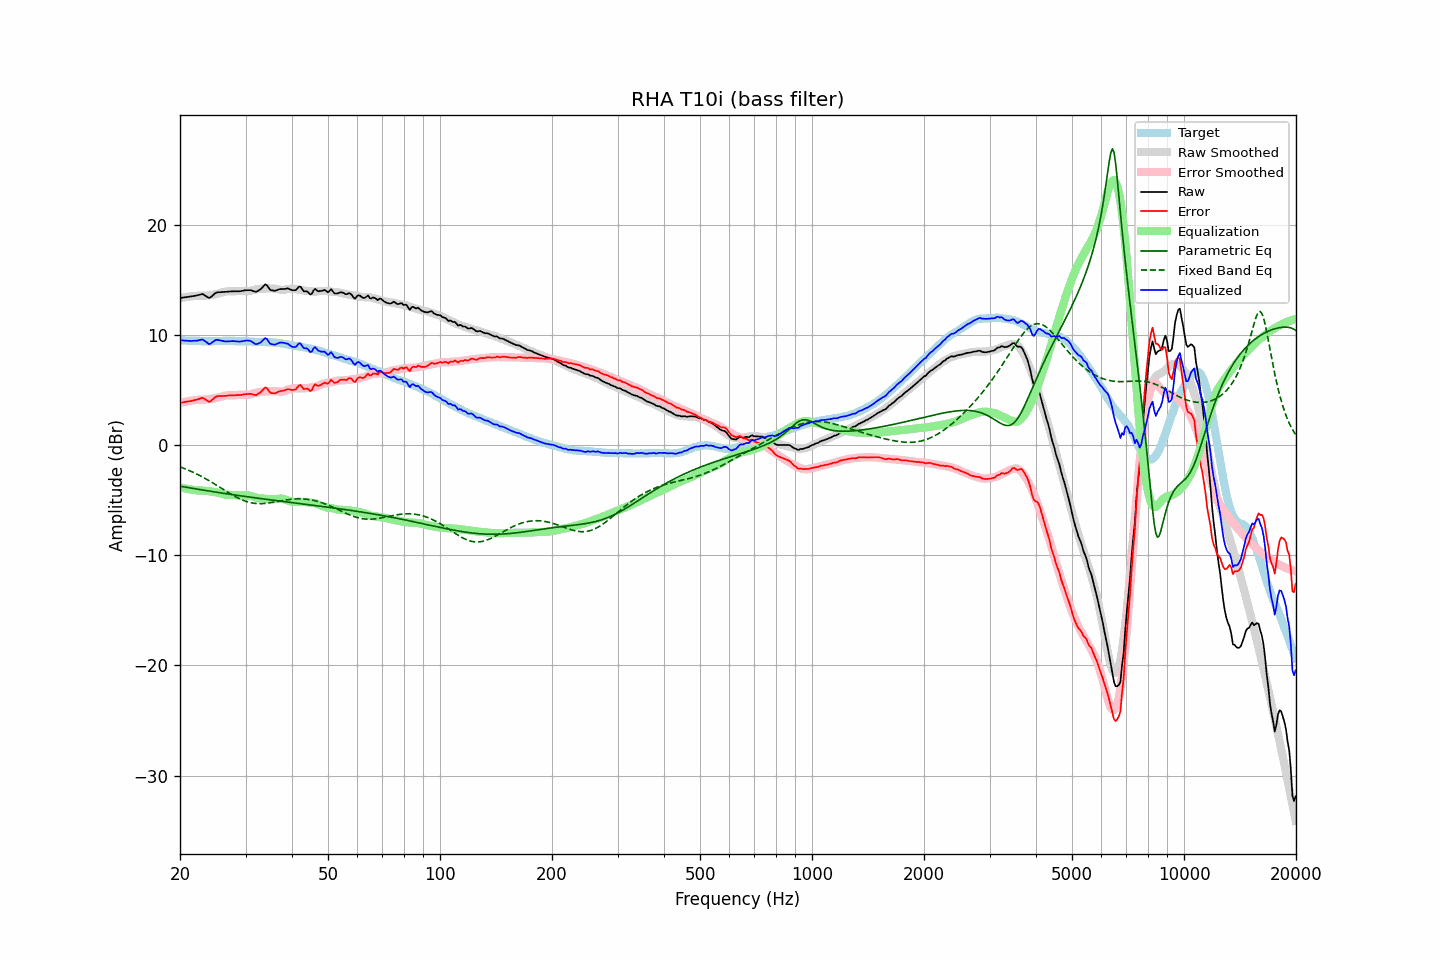 RHA T10i (bass filter)
Target
Raw Smoothed
Error Smoothed
Raw
Error
Equalization
Parametric Eq
Fixed Band Eq
Equalized
Amplitude (dBr)
20
10
0
−10
−20
−30
20 50 100 200 500 1000 2000 5000 10000 20000
Frequency (Hz)